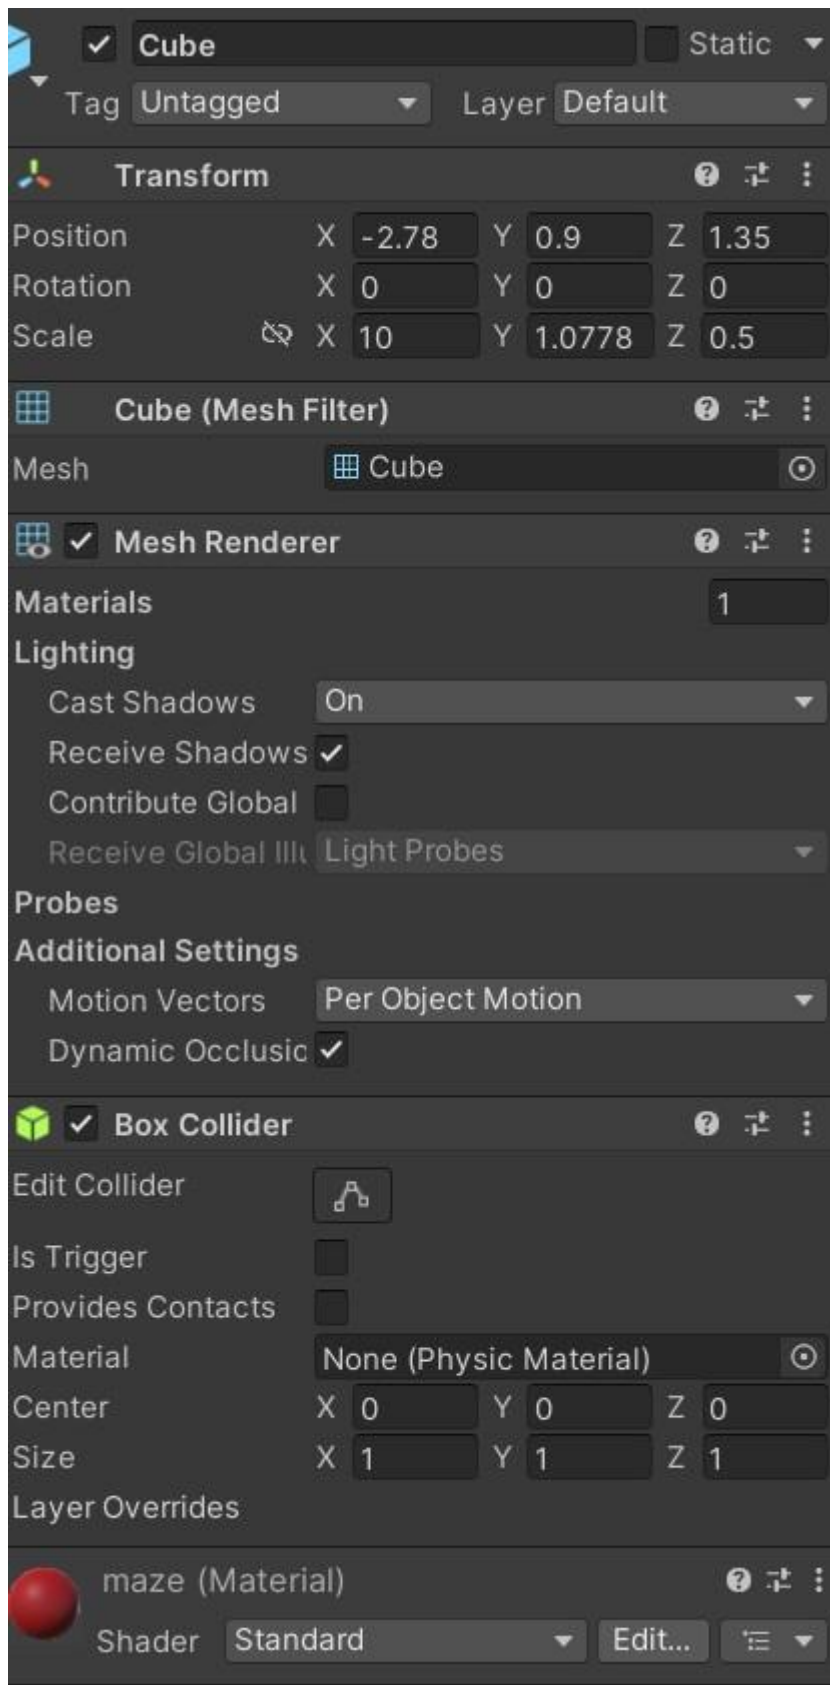 Cube Static
Tag Untagged Layer Default
Transform
Position X -2.78 Y 0.9 Z 1.35
Rotation X 0 Y 0 Z 0
Scale X 10 Y 1.0778 Z 0.5
Cube (Mesh Filter)
Mesh Cube
Mesh Renderer
Materials 1
Lighting
Cast Shadows On
Receive Shadows
Contribute Global
Receive Global Illu Light Probes
Probes
Additional Settings
Motion Vectors Per Object Motion
Dynamic Occlusio
Box Collider
Edit Collider
Is Trigger
Provides Contacts
Material None (Physic Material)
Center X 0 Y 0 Z 0
Size X 1 Y 1 Z 1
Layer Overrides
maze (Material)
Shader Standard Edit...